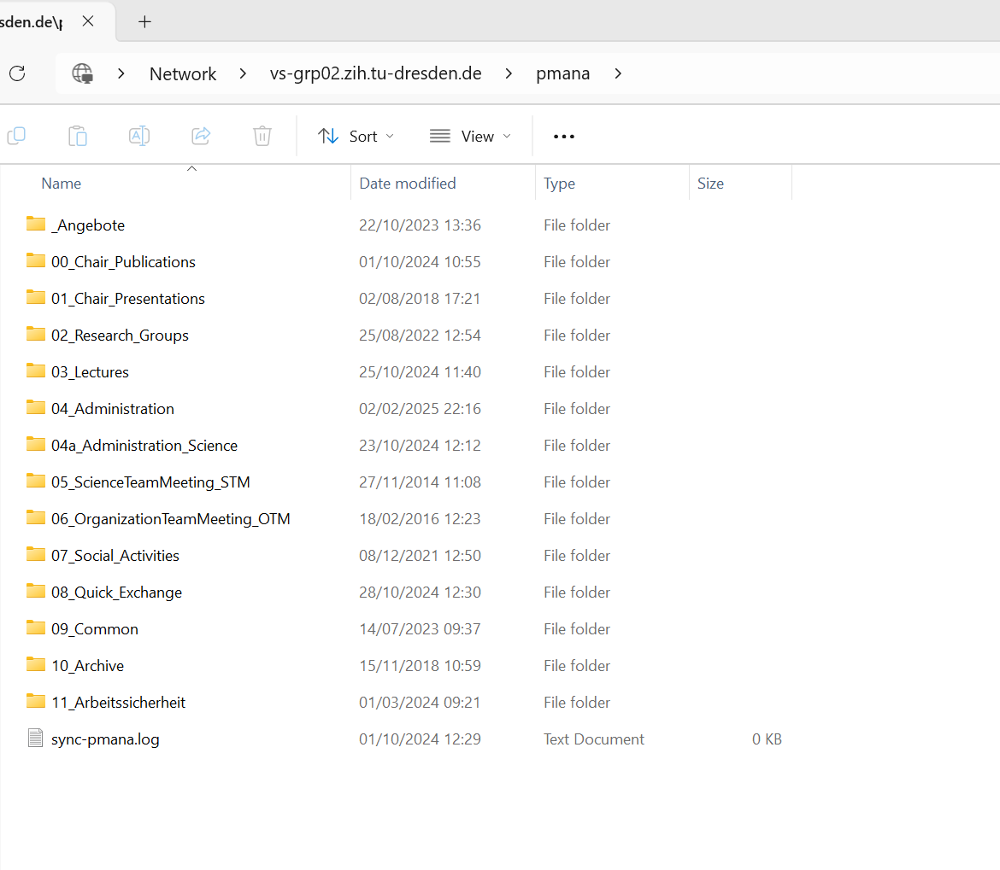 sden.de\p
Network vs-grp02.zih.tu-dresden.de pmana
Sort View
Name Date modified Type Size
_Angebote 22/10/2023 13:36 File folder
00_Chair_Publications 01/10/2024 10:55 File folder
01_Chair_Presentations 02/08/2018 17:21 File folder
02_Research_Groups 25/08/2022 12:54 File folder
03_Lectures 25/10/2024 11:40 File folder
04_Administration 02/02/2025 22:16 File folder
04a_Administration_Science 23/10/2024 12:12 File folder
05_ScienceTeamMeeting_STM 27/11/2014 11:08 File folder
06_OrganizationTeamMeeting_OTM 18/02/2016 12:23 File folder
07_Social_Activities 08/12/2021 12:50 File folder
08_Quick_Exchange 28/10/2024 12:30 File folder
09_Common 14/07/2023 09:37 File folder
10_Archive 15/11/2018 10:59 File folder
11_Arbeitssicherheit 01/03/2024 09:21 File folder
sync-pmana.log 01/10/2024 12:29 Text Document 0 KB